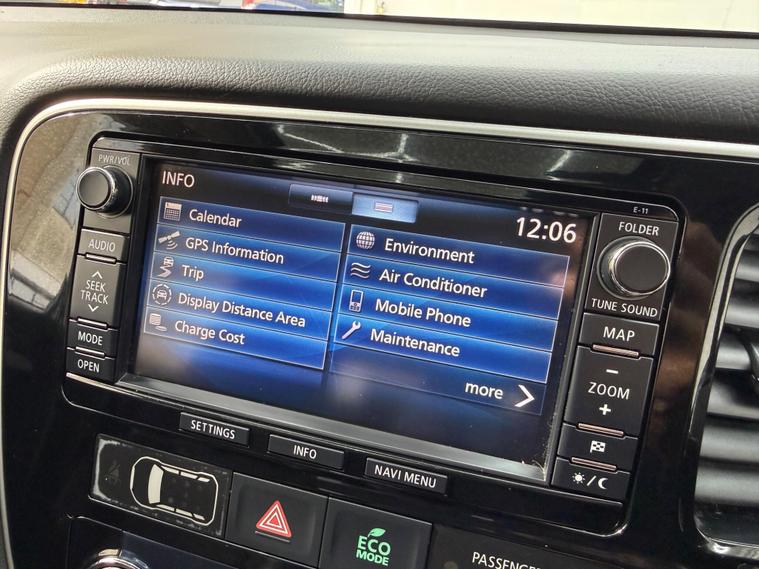 PWR/VOL
AUDIO
SEEK
TRACK
MODE
OPEN
INFO
12:06
Calendar
GPS Information
Trip
Display Distance Area
Charge Cost
Environment
Air Conditioner
Mobile Phone
Maintenance
more
E-11
FOLDER
TUNE SOUND
MAP
−
ZOOM
+
SETTINGS
INFO
NAVI MENU
ECO
MODE
PASSENGE